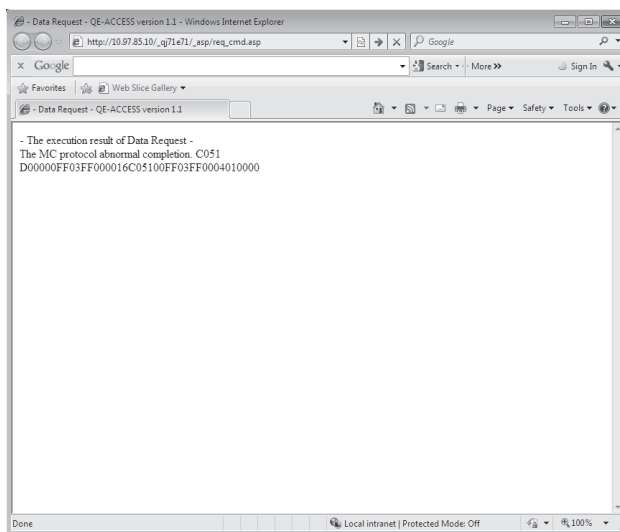 - Data Request - QE-ACCESS version 1.1 - Windows Internet Explorer
http://10.97.85.10/_qj71e71/_asp/req_cmd.asp
Google
x Google
Search
More >>
Sign In
Favorites
Web Slice Gallery
- Data Request - QE-ACCESS version 1.1
Page
Safety
Tools
- The execution result of Data Request -
The MC protocol abnormal completion. C051
D00000FF03FF000016C05100FF03FF0004010000
Done
Local intranet | Protected Mode: Off
100%